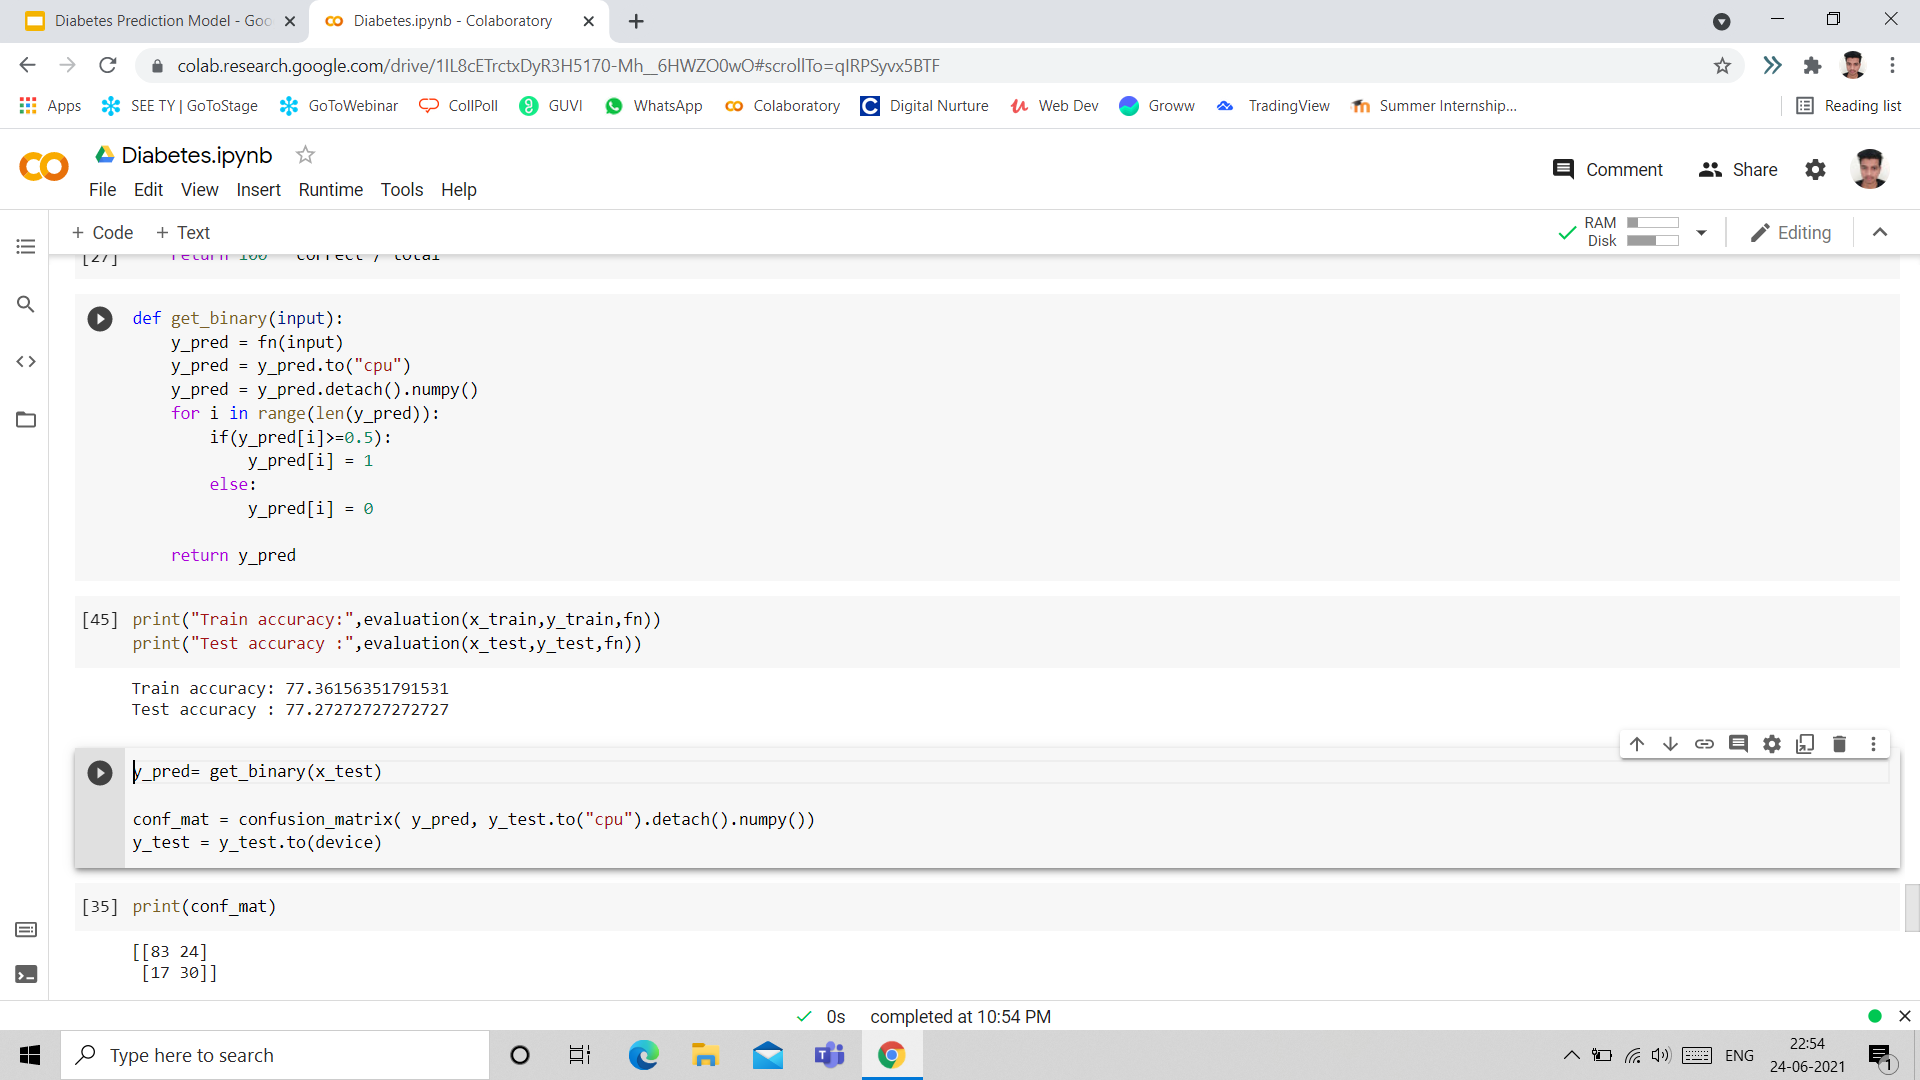 Diabetes Prediction Model - Goo
Diabetes.ipynb - Colaboratory
colab.research.google.com/drive/1IL8cETrctxDyR3H5170-Mh__6HWZO0wO#scrollTo=qIRPSyvx5BTF
Apps SEE TY | GoToStage GoToWebinar CollPoll GUVI WhatsApp Colaboratory Digital Nurture Web Dev Groww TradingView Summer Internship... Reading list
Diabetes.ipynb
File Edit View Insert Runtime Tools Help
Comment Share
+ Code + Text
RAM
Disk
Editing
[27] return 100 * correct / total
def get_binary(input):
y_pred = fn(input)
y_pred = y_pred.to("cpu")
y_pred = y_pred.detach().numpy()
for i in range(len(y_pred)):
if(y_pred[i]>=0.5):
y_pred[i] = 1
else:
y_pred[i] = 0
return y_pred
[45] print("Train accuracy:",evaluation(x_train,y_train,fn))
print("Test accuracy :",evaluation(x_test,y_test,fn))
Train accuracy: 77.36156351791531
Test accuracy : 77.27272727272727
y_pred= get_binary(x_test)
conf_mat = confusion_matrix( y_pred, y_test.to("cpu").detach().numpy())
y_test = y_test.to(device)
[35] print(conf_mat)
[[83 24]
[17 30]]
0s completed at 10:54 PM
Type here to search
ENG
22:54
24-06-2021
1